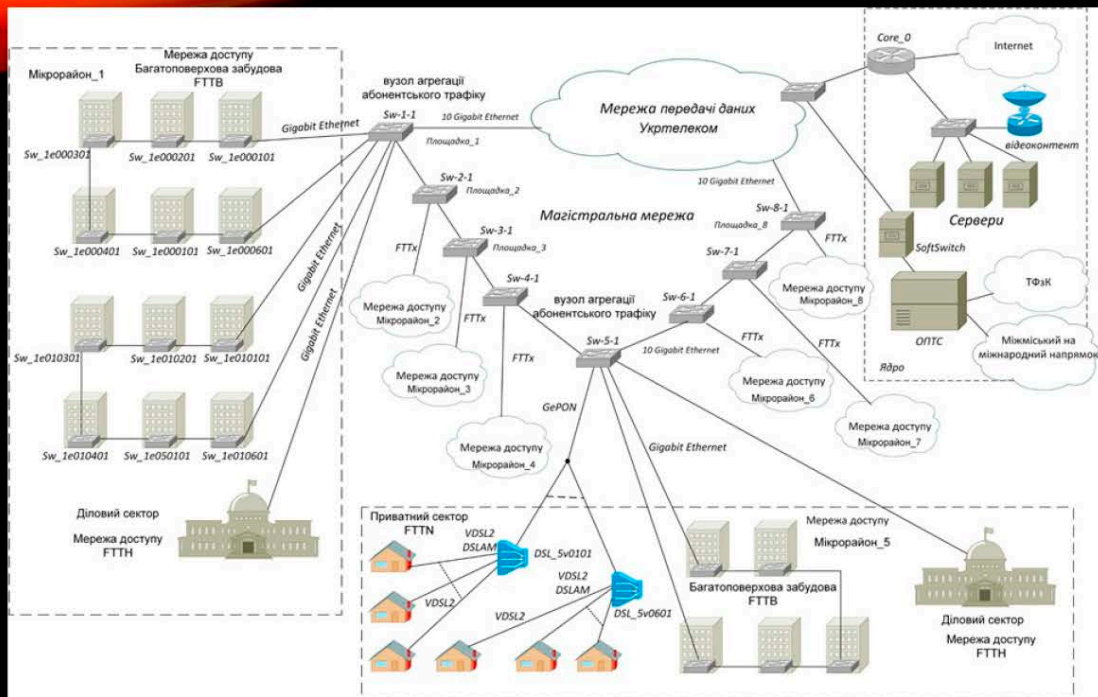 Мікрорайон_1
Мережа доступу
Багатоповерхова забудова
FTTB
Sw_1e000301
Sw_1e000201
Sw_1e000101
Sw_1e000401
Sw_1e000101
Sw_1e000601
Sw_1e010301
Sw_1e010201
Sw_1e010101
Sw_1e010401
Sw_1e050101
Sw_1e010601
Діловий сектор
Мережа доступу
FTTH
Gigabit Ethernet
Gigabit Ethernet
Gigabit Ethernet
Gigabit Ethernet
вузол агрегації
абонентського трафіку
Sw-1-1
10 Gigabit Ethernet
Площадка_1
Sw-2-1
Площадка_2
Sw-3-1
Площадка_3
Sw-4-1
FTTx
Мережа доступу
Мікрорайон_2
FTTx
Мережа доступу
Мікрорайон_3
FTTx
Мережа доступу
Мікрорайон_4
Мережа передачі даних
Укртелеком
Магістральна мережа
10 Gigabit Ethernet
Sw-8-1
Площадка_8
FTTx
Мережа доступу
Мікрорайон_8
Sw-7-1
Sw-6-1
вузол агрегації
абонентського трафіку
Sw-5-1
10 Gigabit Ethernet
FTTx
Мережа доступу
Мікрорайон_6
FTTx
Мережа доступу
Мікрорайон_7
GePON
Gigabit Ethernet
Core_0
Internet
відеоконтент
Сервери
SoftSwitch
ОПТС
ТФзК
Міжміський на
міжнародний напрямок
Ядро
Приватний сектор
FTTN
VDSL2
DSLAM
DSL_5v0101
VDSL2
VDSL2
DSLAM
DSL_5v0601
VDSL2
Мережа доступу
Мікрорайон_5
Багатоповерхова забудова
FTTB
Діловий сектор
Мережа доступу
FTTH